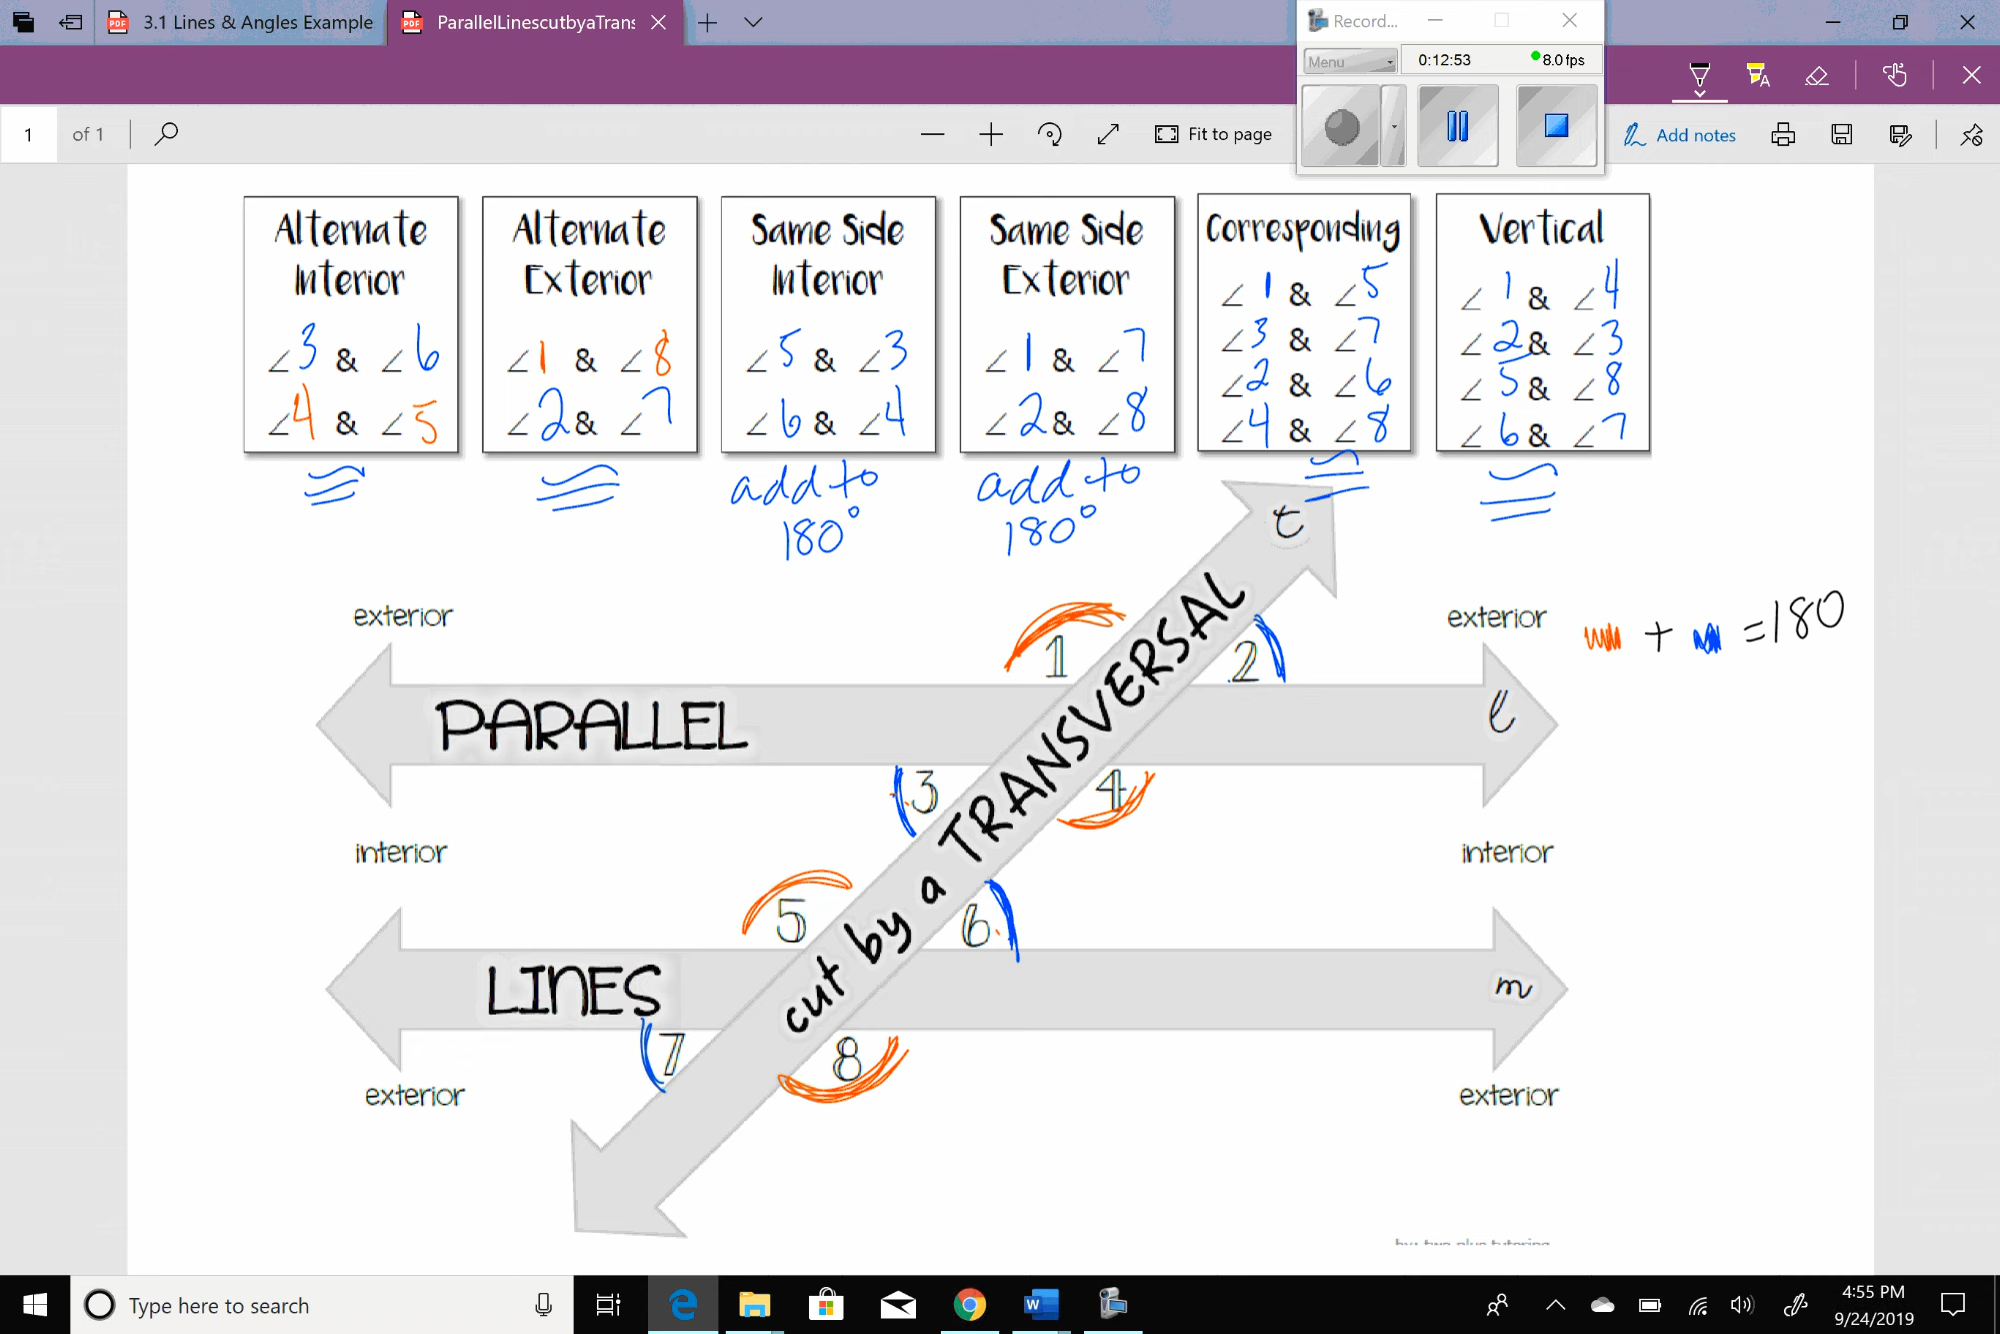 3.1 Lines & Angles Example
ParallelLinescutbyaTrans
Record...
Menu
0:12:53
8.0 fps
1 of 1
Fit to page
Add notes
Alternate
Interior
∠3 & ∠6
∠4 & ∠5
≅
Alternate
Exterior
∠1 & ∠8
∠2 & ∠7
≅
Same Side
Interior
∠5 & ∠3
∠6 & ∠4
add to
180°
Same Side
Exterior
∠1 & ∠7
∠2 & ∠8
add to
180°
Corresponding
∠1 & ∠5
∠3 & ∠7
∠2 & ∠6
∠4 & ∠8
≅
Vertical
∠1 & ∠4
∠2 & ∠3
∠5 & ∠8
∠6 & ∠7
≅
t
exterior
exterior
+ = 180
1
2
PARALLEL
ℓ
3
4
interior
interior
cut by a TRANSVERSAL
5
6
LINES
m
7
8
exterior
exterior
Type here to search
4:55 PM
9/24/2019